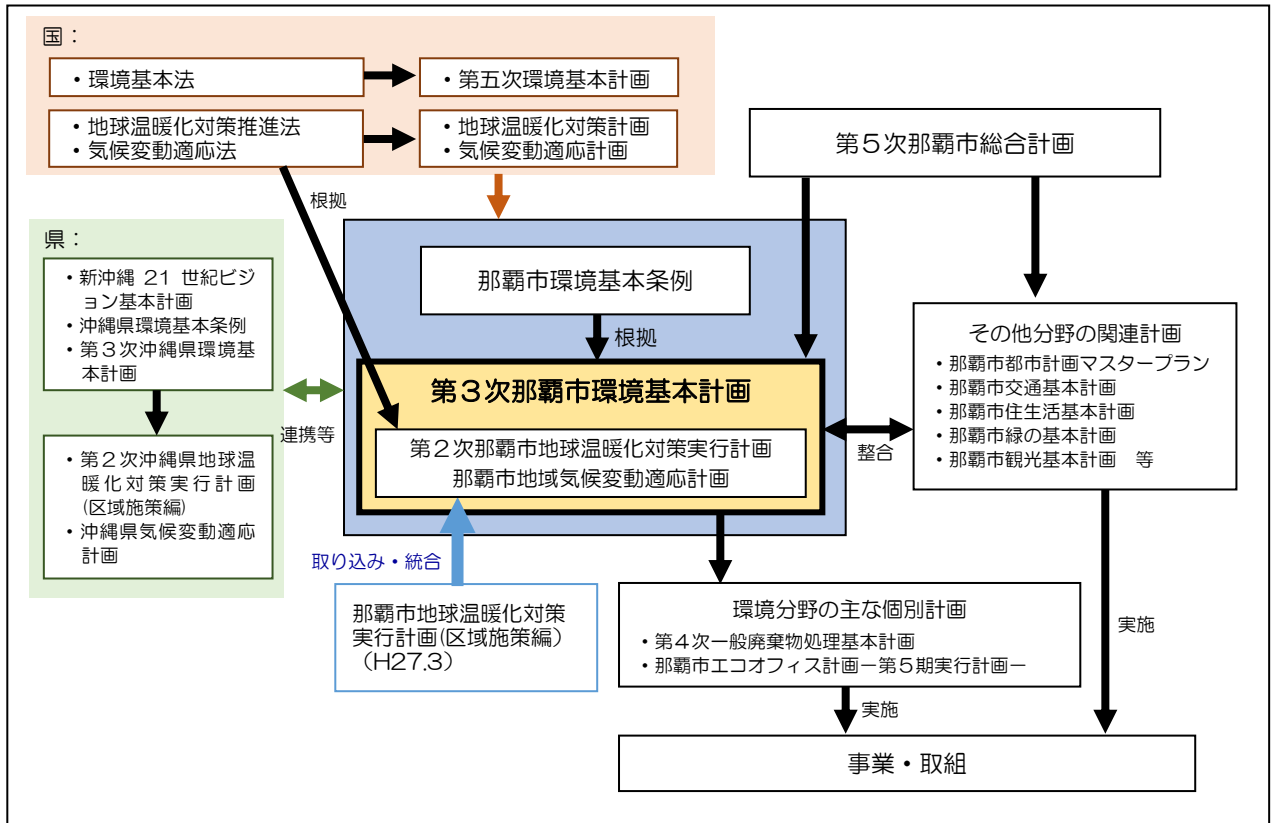 国：
・環境基本法
・第五次環境基本計画
・地球温暖化対策推進法
・気候変動適応法
・地球温暖化対策計画
・気候変動適応計画
第５次那覇市総合計画
根拠
県：
・新沖縄 21 世紀ビジ
ョン基本計画
・沖縄県環境基本条例
・第３次沖縄県環境基
本計画
那覇市環境基本条例
根拠
その他分野の関連計画
・那覇市都市計画マスタープラン
・那覇市交通基本計画
・那覇市住生活基本計画
・那覇市緑の基本計画
・那覇市観光基本計画　等
第３次那覇市環境基本計画
連携等
第２次那覇市地球温暖化対策実行計画
那覇市地域気候変動適応計画
整合
・第２次沖縄県地球温
暖化対策実行計画
(区域施策編)
・沖縄県気候変動適応
計画
取り込み・統合
那覇市地球温暖化対策
実行計画(区域施策編）
（H27.3）
環境分野の主な個別計画
・第４次一般廃棄物処理基本計画
・那覇市エコオフィス計画ー第５期実行計画ー
実施
実施
事業・取組